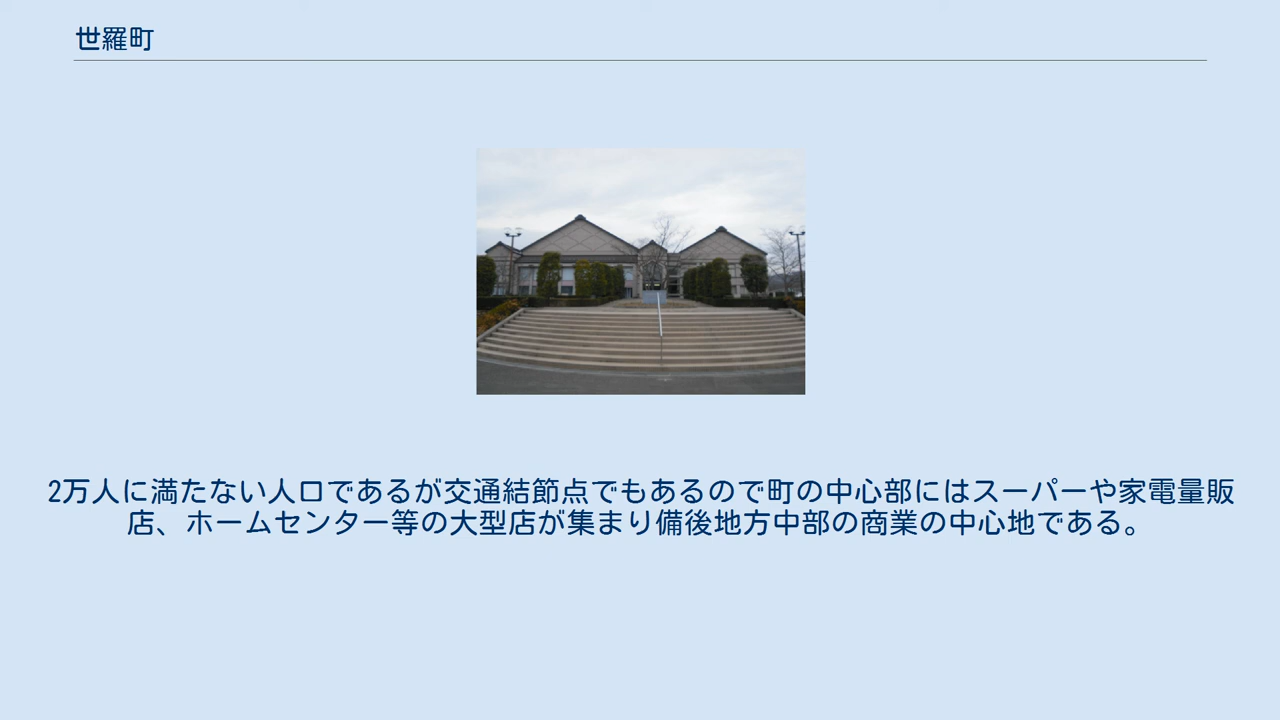 世羅町
2万人に満たない人口であるが交通結節点でもあるので町の中心部にはスーパーや家電量販
店、ホームセンター等の大型店が集まり備後地方中部の商業の中心地である。